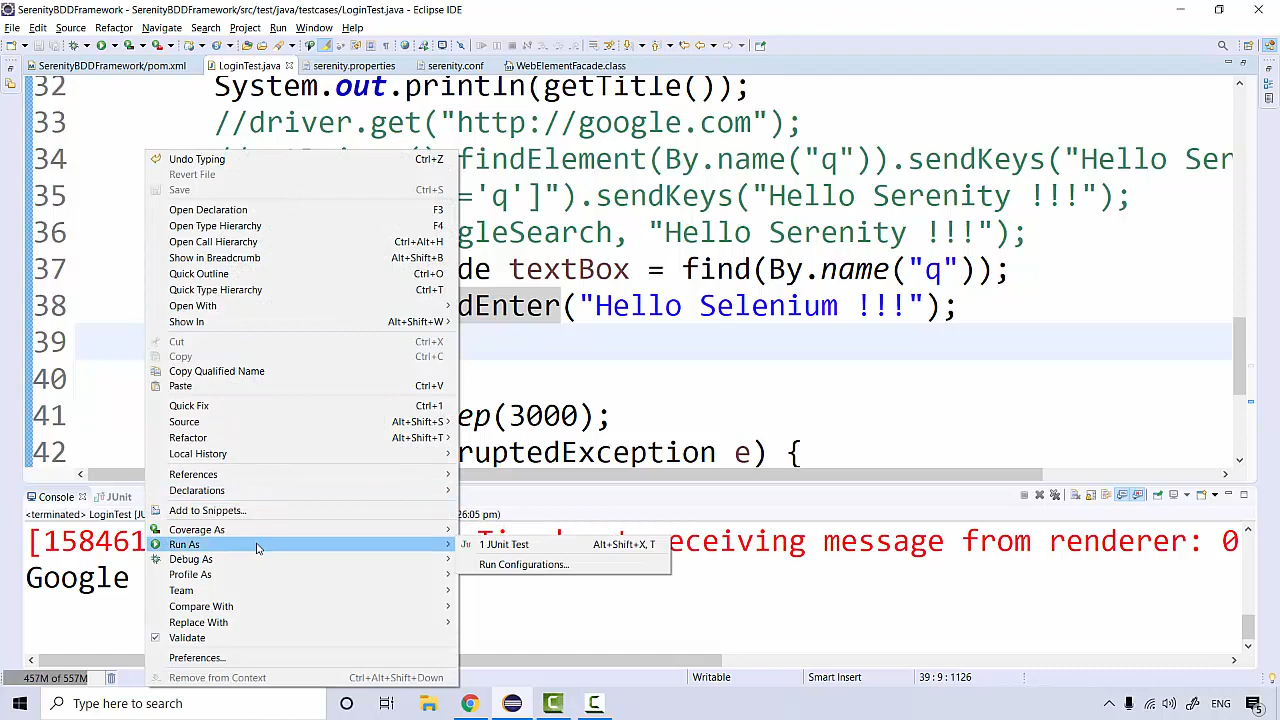 SerenityBDDFramework - SerenityBDDFramework/src/test/java/testcases/LoginTest.java - Eclipse IDE
File Edit Source Refactor Navigate Search Project Run Window Help
SerenityBDDFramework/pom.xml LoginTest.java serenity.properties serenity.conf WebElementFacade.class
32 System.out.println(getTitle());
33 //driver.get("http://google.com");
34 findElement(By.name("q")).sendKeys("Hello Ser
35 ='q']").sendKeys("Hello Serenity !!!");
36 gleSearch, "Hello Serenity !!!");
37 de textBox = find(By.name("q"));
38 dEnter("Hello Selenium !!!");
39
40
41 ep(3000);
42 ruptedException e) {
Undo Typing Ctrl+Z
Revert File
Save Ctrl+S
Open Declaration F3
Open Type Hierarchy F4
Open Call Hierarchy Ctrl+Alt+H
Show in Breadcrumb Alt+Shift+B
Quick Outline Ctrl+O
Quick Type Hierarchy Ctrl+T
Open With
Show In Alt+Shift+W
Cut Ctrl+X
Copy Ctrl+C
Copy Qualified Name
Paste Ctrl+V
Quick Fix Ctrl+1
Source Alt+Shift+S
Refactor Alt+Shift+T
Local History
References
Declarations
Add to Snippets...
Coverage As
Run As
Debug As
Profile As
Team
Compare With
Replace With
Validate
Preferences...
Remove from Context Ctrl+Alt+Shift+Down
1 JUnit Test Alt+Shift+X, T
Run Configurations...
Console JUnit
<terminated> LoginTest [JU 26:05 pm)
[158461 eceiving message from renderer: 0
Google
457M of 557M Writable Smart Insert 39 : 9 : 1126
Type here to search ENG 5